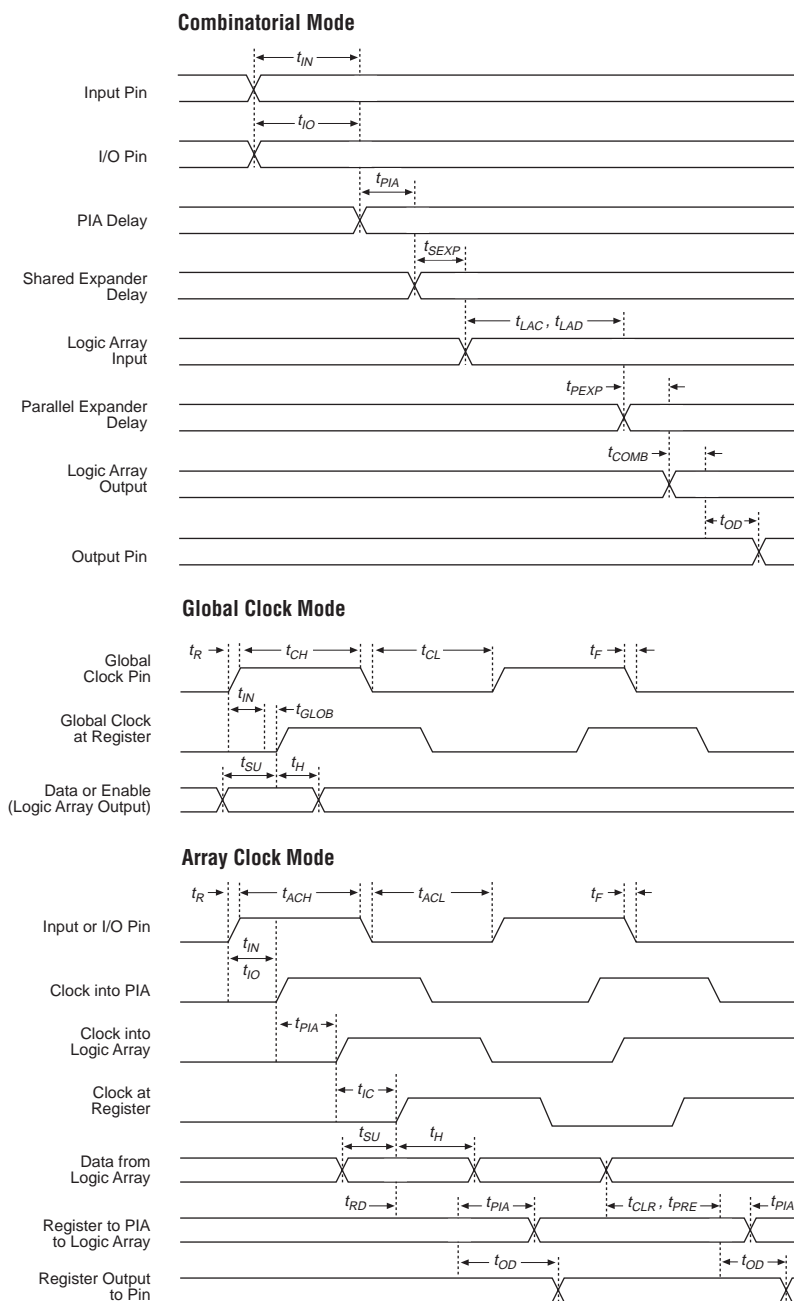 Combinatorial Mode
t_IN
Input Pin
t_IO
I/O Pin
t_PIA
PIA Delay
t_SEXP
Shared Expander
Delay
t_LAC , t_LAD
Logic Array
Input
t_PEXP
Parallel Expander
Delay
t_COMB
Logic Array
Output
t_OD
Output Pin
Global Clock Mode
t_R t_CH t_CL t_F
Global
Clock Pin
t_IN
t_GLOB
Global Clock
at Register
t_SU t_H
Data or Enable
(Logic Array Output)
Array Clock Mode
t_R t_ACH t_ACL t_F
Input or I/O Pin
t_IN
t_IO
Clock into PIA
t_PIA
Clock into
Logic Array
t_IC
Clock at
Register
t_SU t_H
Data from
Logic Array
t_RD t_PIA t_CLR , t_PRE t_PIA
Register to PIA
to Logic Array
t_OD t_OD
Register Output
to Pin